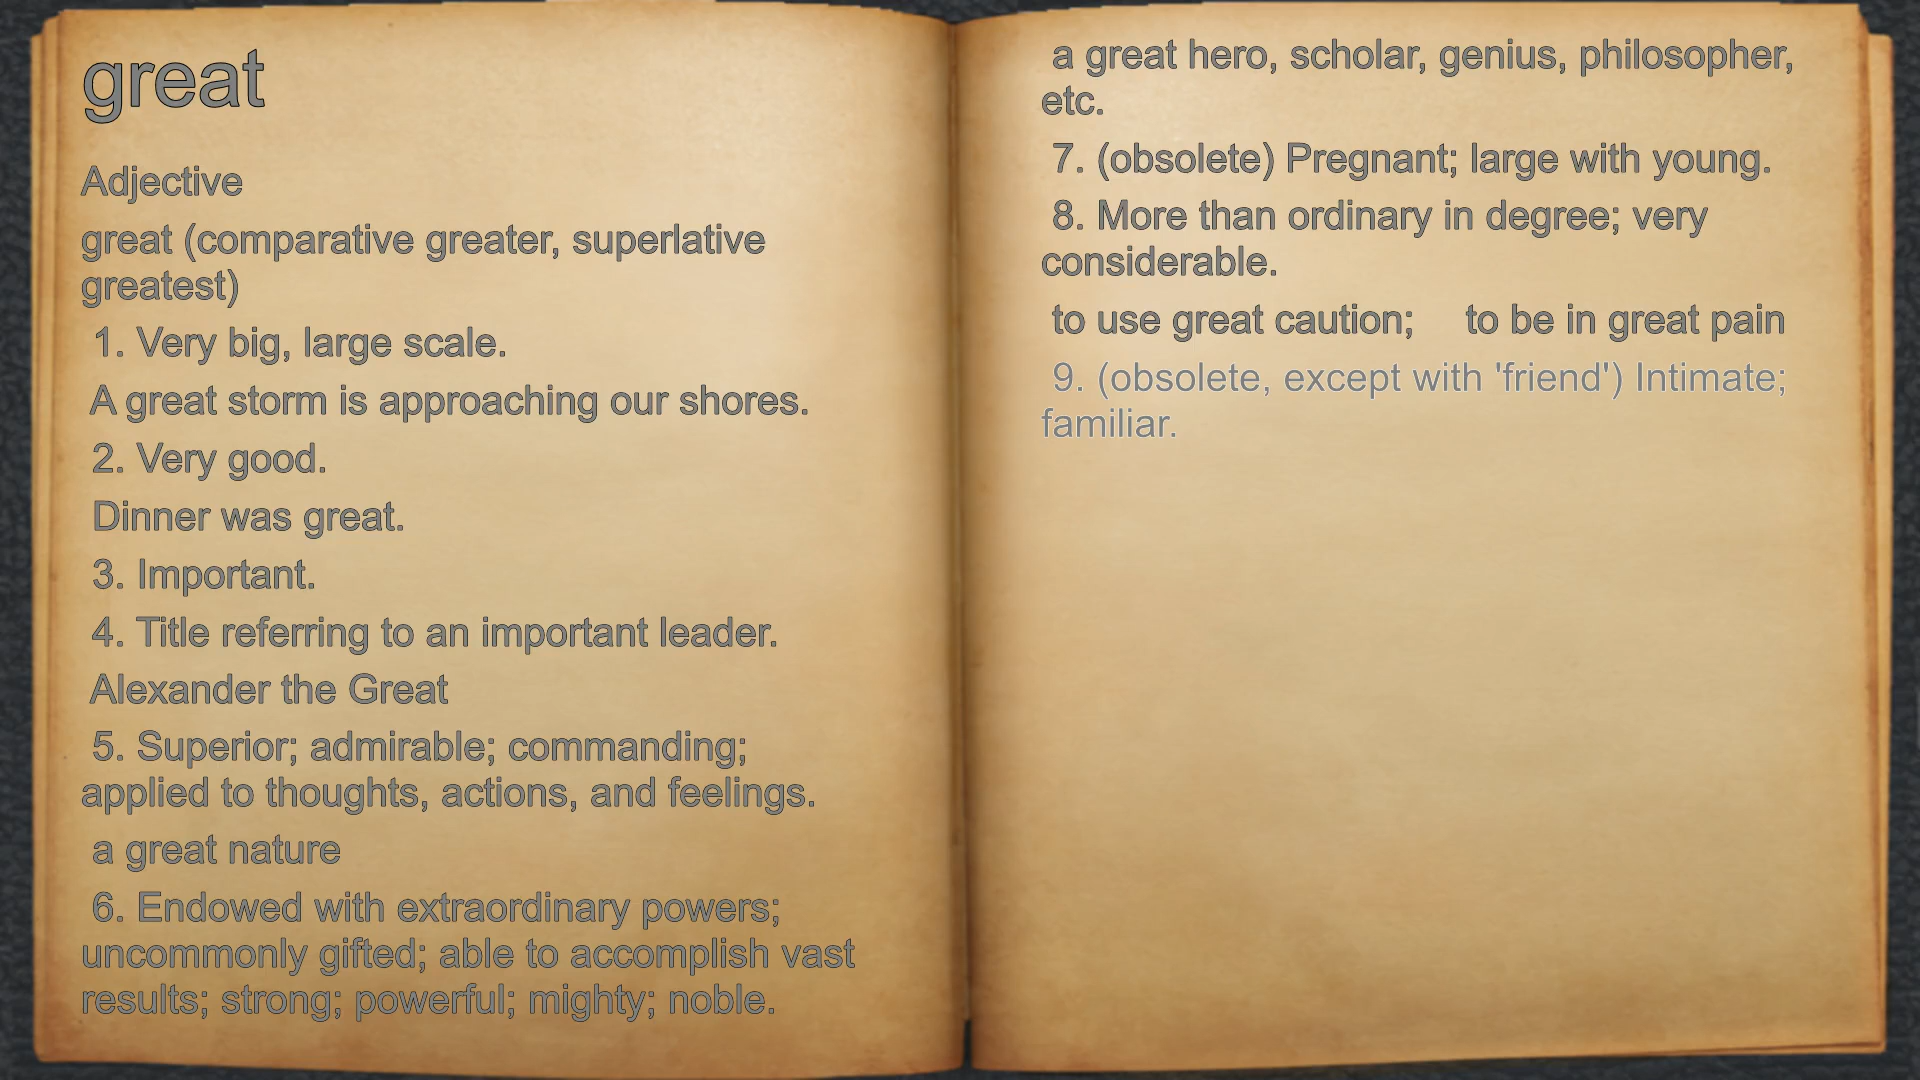 great
Adjective
great (comparative greater, superlative
greatest)
1. Very big, large scale.
A great storm is approaching our shores.
2. Very good.
Dinner was great.
3. Important.
4. Title referring to an important leader.
Alexander the Great
5. Superior; admirable; commanding;
applied to thoughts, actions, and feelings.
a great nature
6. Endowed with extraordinary powers;
uncommonly gifted; able to accomplish vast
results; strong; powerful; mighty; noble.
a great hero, scholar, genius, philosopher,
etc.
7. (obsolete) Pregnant; large with young.
8. More than ordinary in degree; very
considerable.
to use great caution; to be in great pain
9. (obsolete, except with 'friend') Intimate;
familiar.